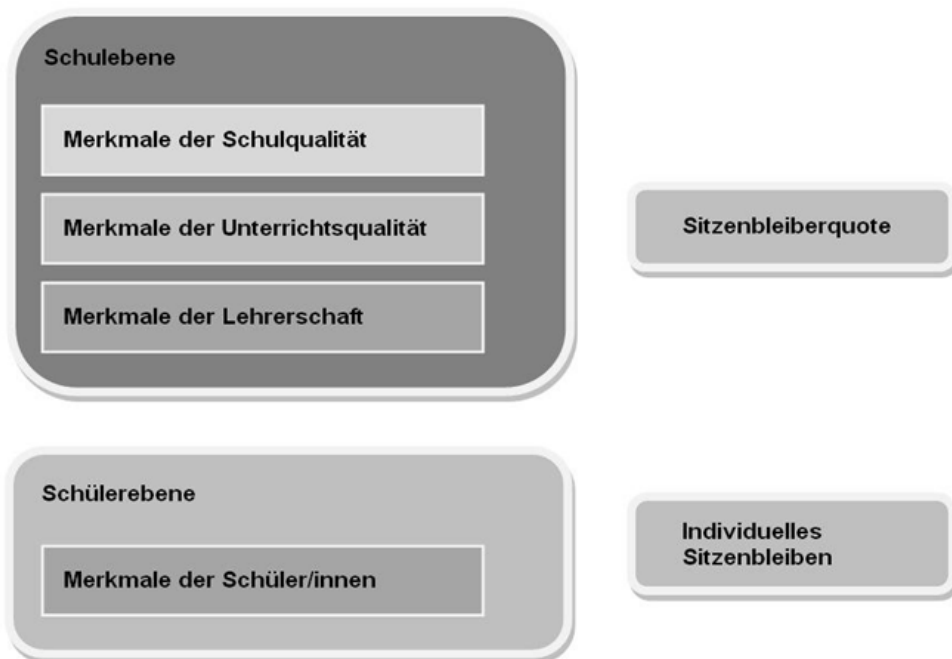 Schulebene
Merkmale der Schulqualität
Merkmale der Unterrichtsqualität
Merkmale der Lehrerschaft
Sitzenbleiberquote
Schülerebene
Merkmale der Schüler/innen
Individuelles
Sitzenbleiben